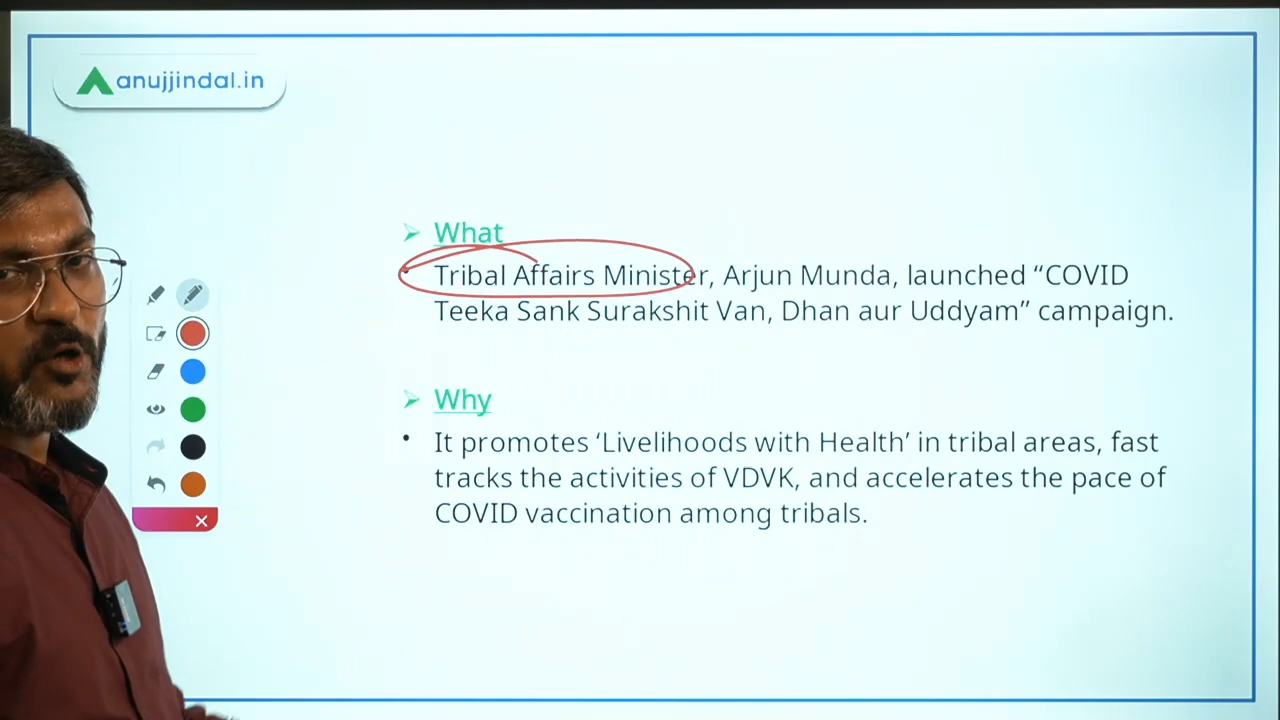 anujjindal.in
What
Tribal Affairs Minister, Arjun Munda, launched “COVID
Teeka Sank Surakshit Van, Dhan aur Uddyam” campaign.
Why
It promotes ‘Livelihoods with Health’ in tribal areas, fast
tracks the activities of VDVK, and accelerates the pace of
COVID vaccination among tribals.